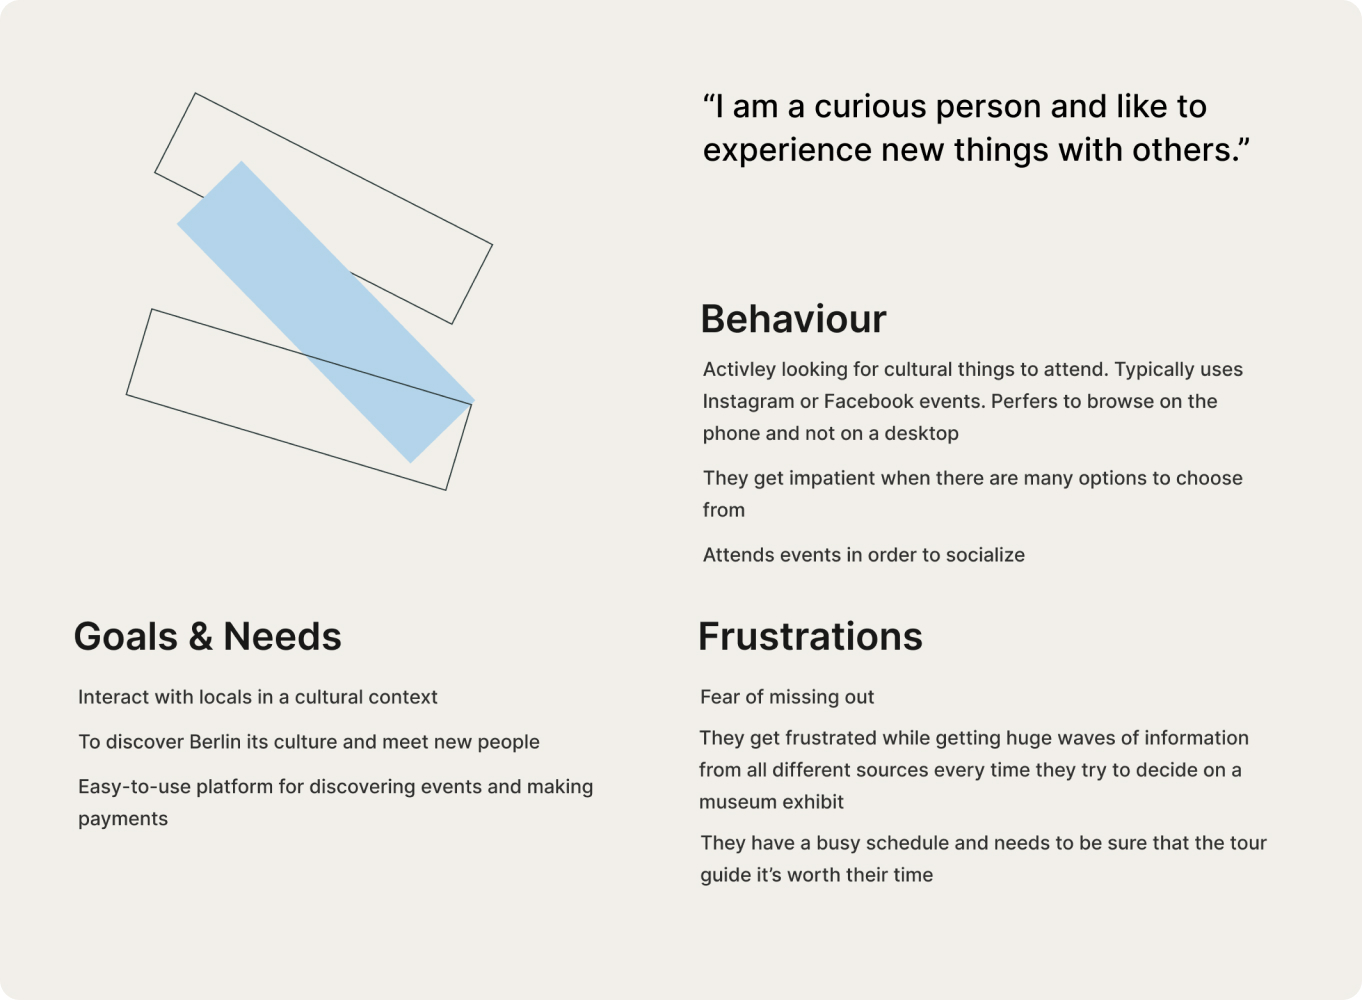 “I am a curious person and like to
experience new things with others.”
Behaviour
Activley looking for cultural things to attend. Typically uses
Instagram or Facebook events. Perfers to browse on the
phone and not on a desktop
They get impatient when there are many options to choose
from
Attends events in order to socialize
Goals & Needs
Interact with locals in a cultural context
To discover Berlin its culture and meet new people
Easy-to-use platform for discovering events and making
payments
Frustrations
Fear of missing out
They get frustrated while getting huge waves of information
from all different sources every time they try to decide on a
museum exhibit
They have a busy schedule and needs to be sure that the tour
guide it’s worth their time